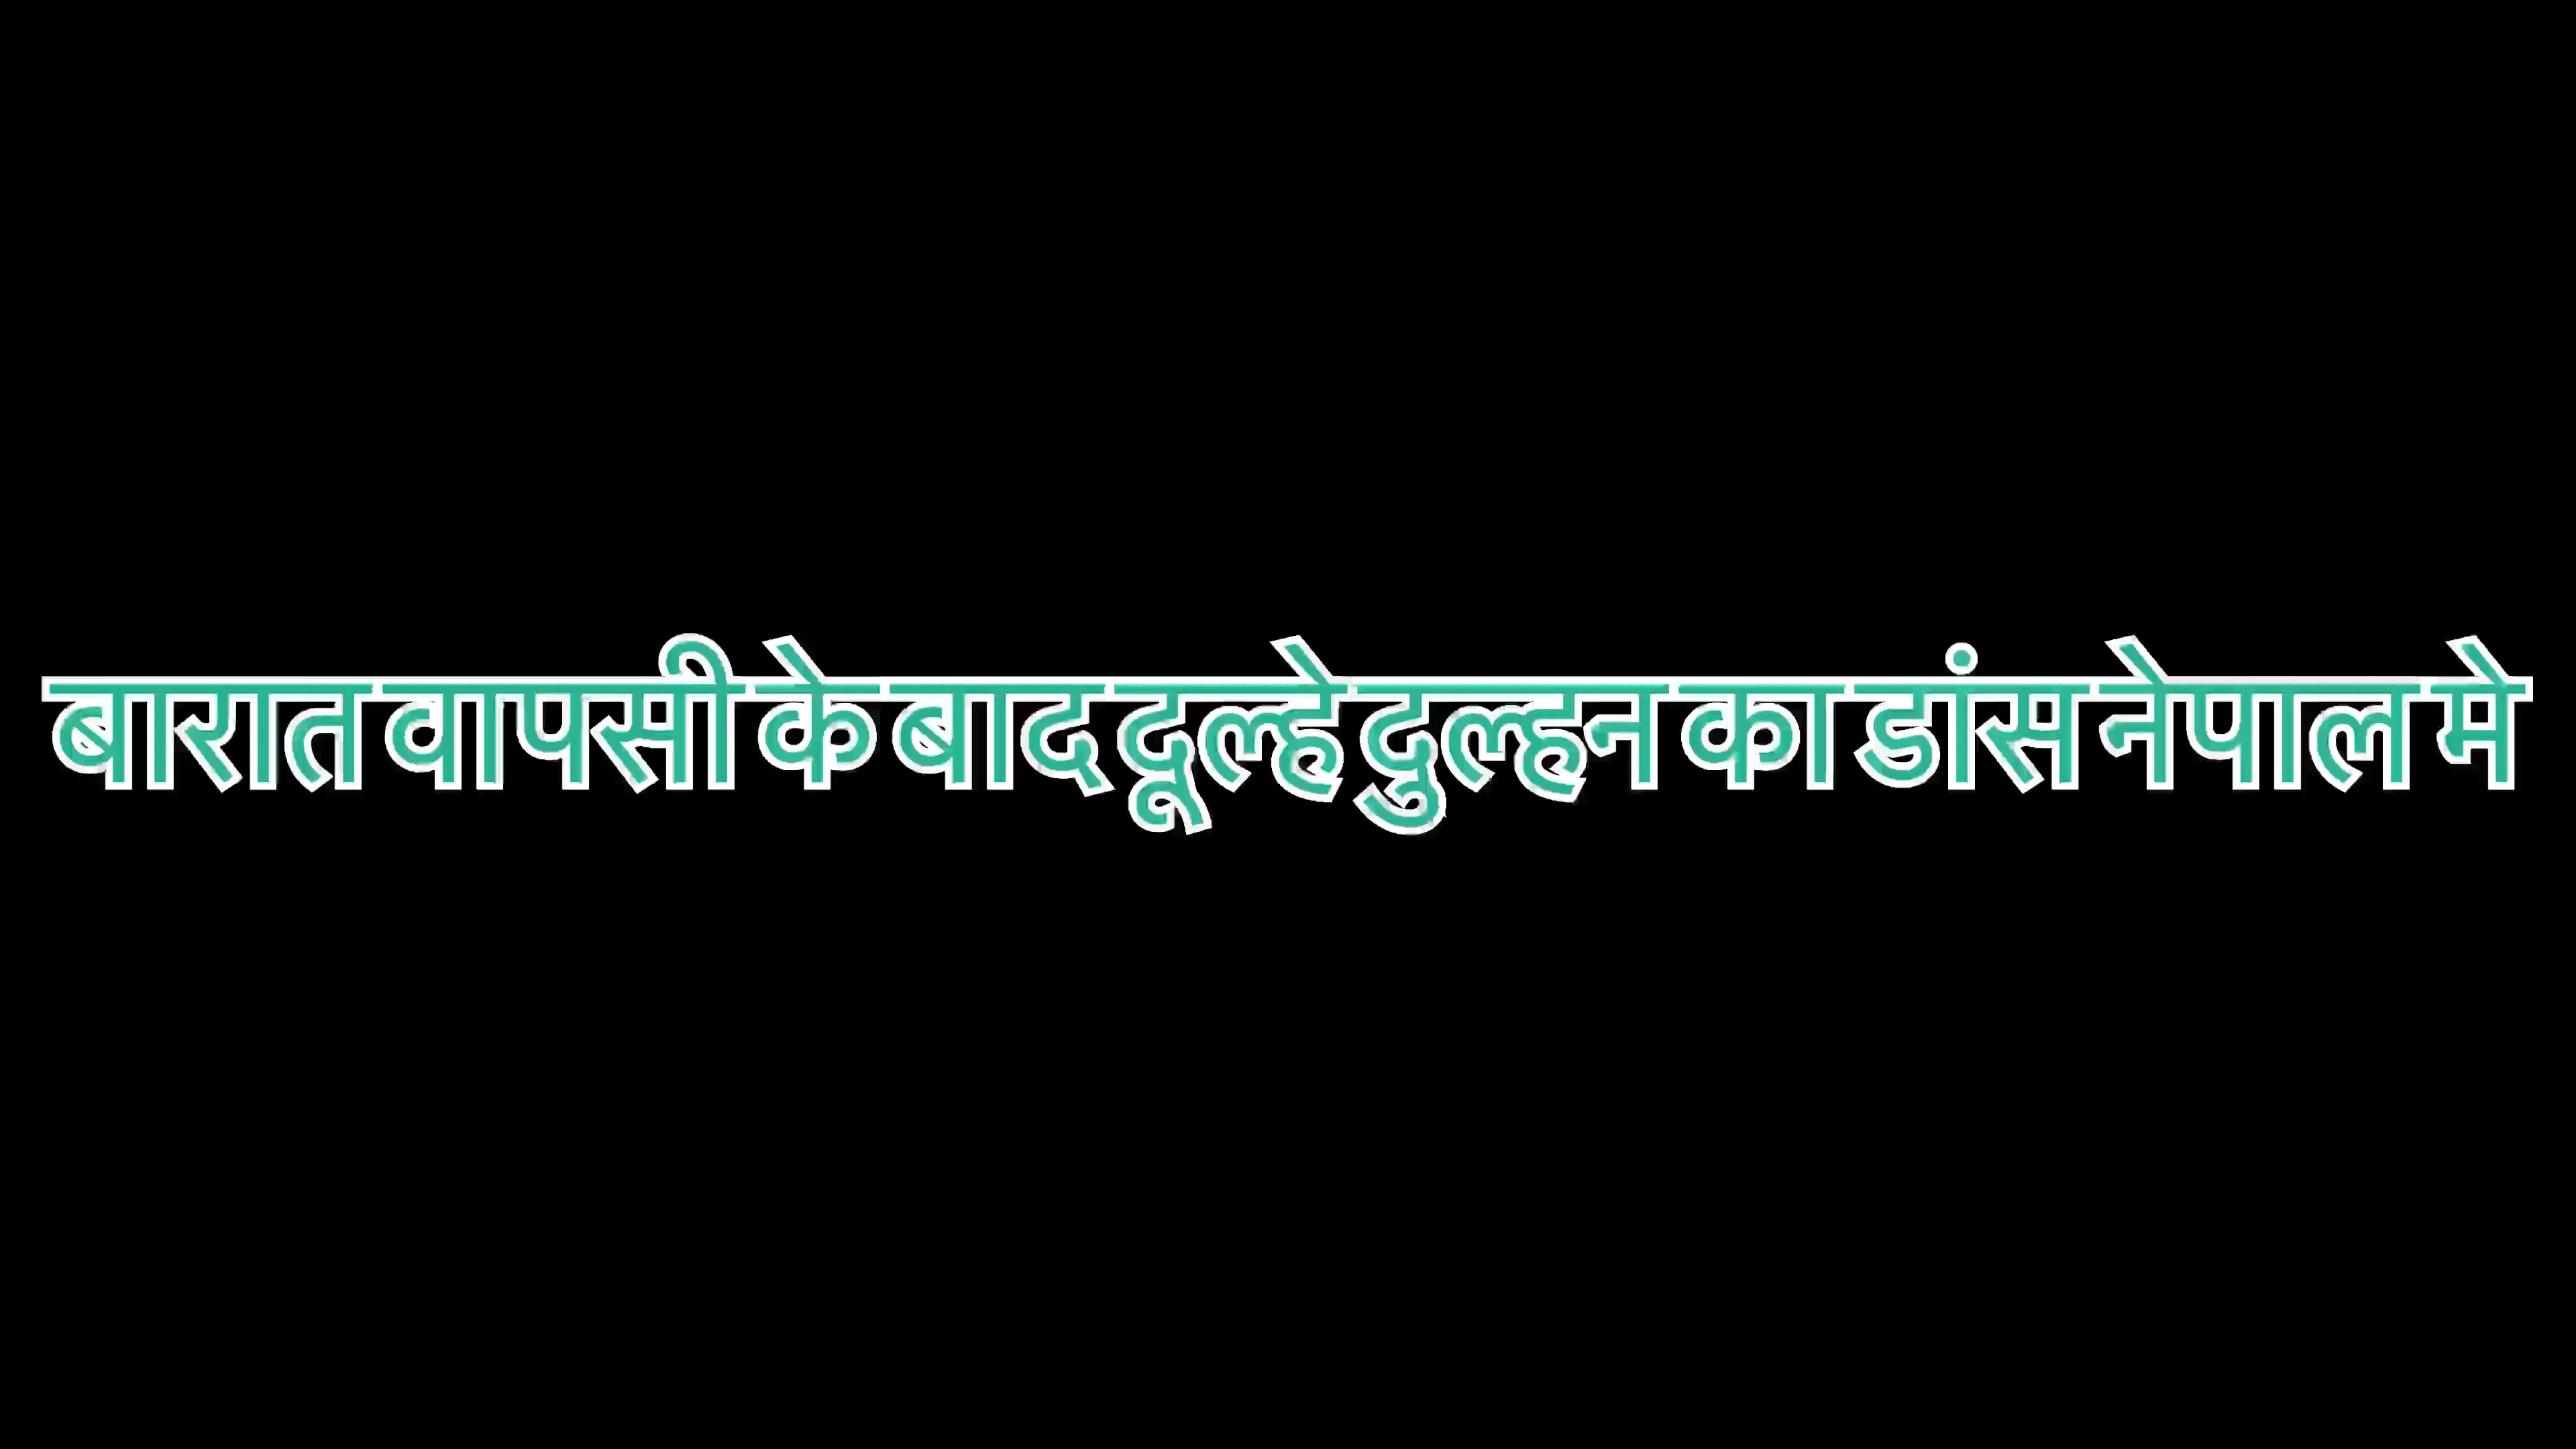 बारात वापसी के बाद दूल्हे दुल्हन का डांस नेपाल मे